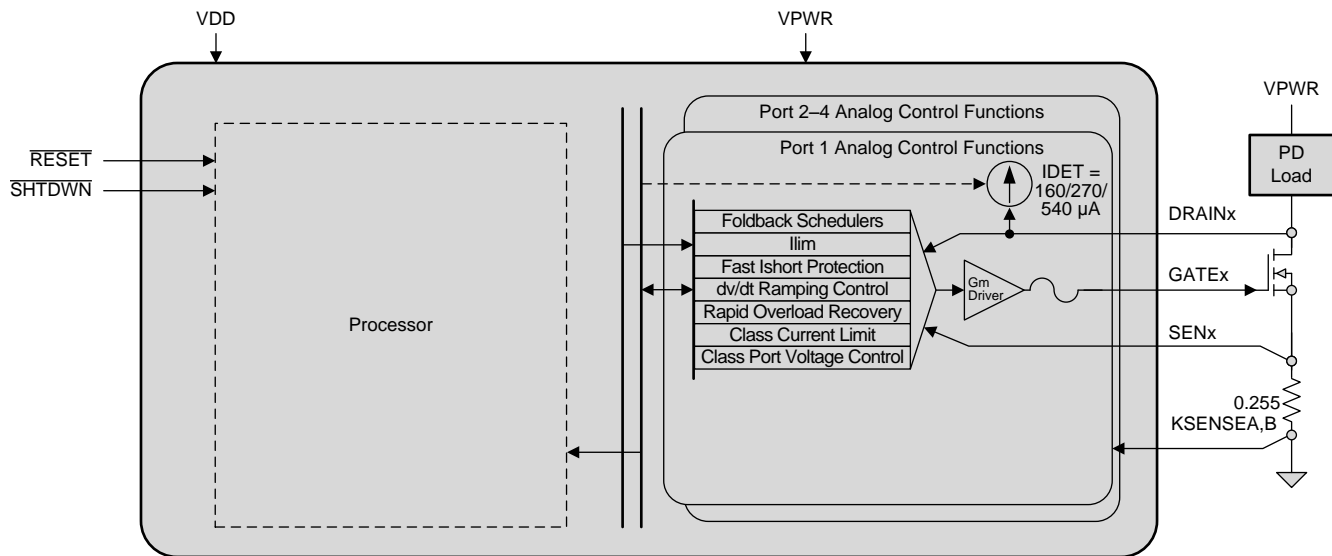 VDD
VPWR
VPWR
Port 2–4 Analog Control Functions
Port 1 Analog Control Functions
PD
Load
RESET
SHTDWN
IDET =
160/270/
540 µA
DRAINx
Foldback Schedulers
Ilim
Fast Ishort Protection
dv/dt Ramping Control
Rapid Overload Recovery
Class Current Limit
Class Port Voltage Control
Gm
Driver
GATEx
Processor
SENx
0.255
KSENSEA,B